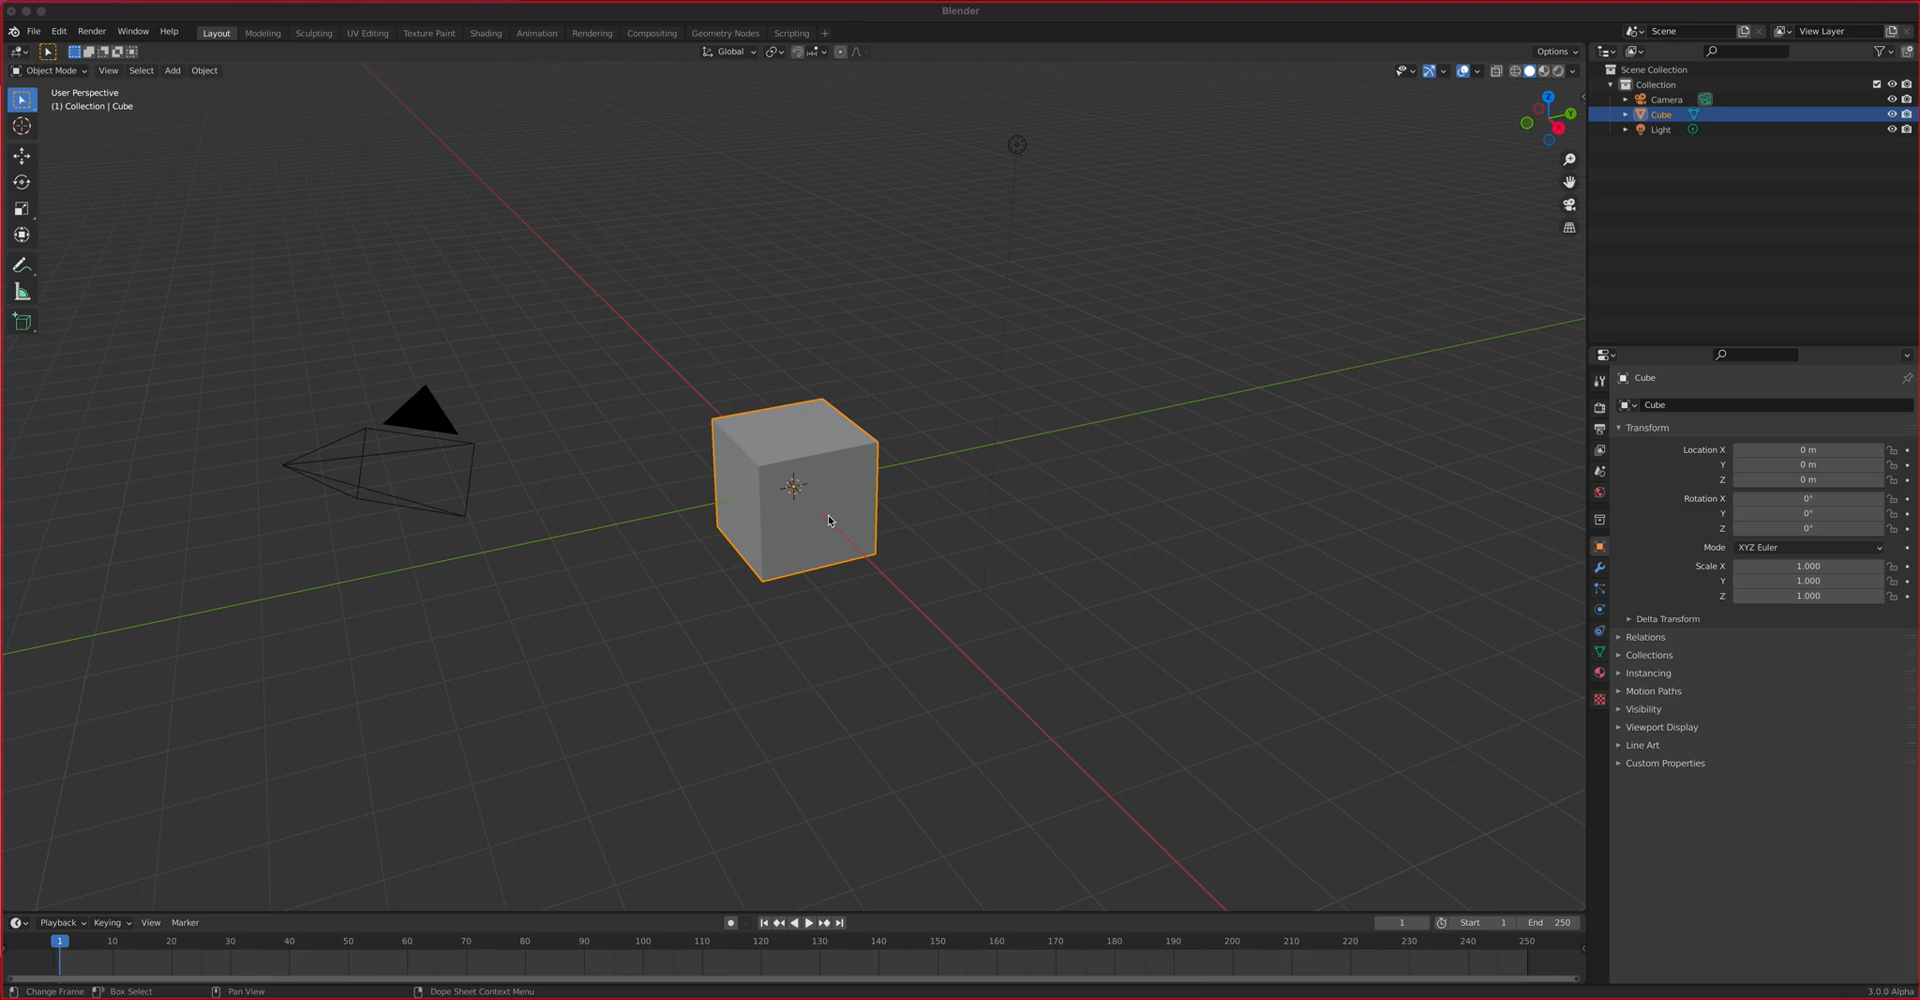 Blender
File Edit Render Window Help Layout Modeling Sculpting UV Editing Texture Paint Shading Animation Rendering Compositing Geometry Nodes Scripting + Scene View Layer
Global Options
Object Mode View Select Add Object
User Perspective
(1) Collection | Cube
Z
Y
X
Scene Collection
Collection
Camera
Cube
Light
Cube
Cube
Transform
Location X 0 m
Y 0 m
Z 0 m
Rotation X 0°
Y 0°
Z 0°
Mode XYZ Euler
Scale X 1.000
Y 1.000
Z 1.000
Delta Transform
Relations
Collections
Instancing
Motion Paths
Visibility
Viewport Display
Line Art
Custom Properties
Playback Keying View Marker 1 Start 1 End 250
1 10 20 30 40 50 60 70 80 90 100 110 120 130 140 150 160 170 180 190 200 210 220 230 240 250
Change Frame Box Select Pan View Dope Sheet Context Menu 3.0.0 Alpha